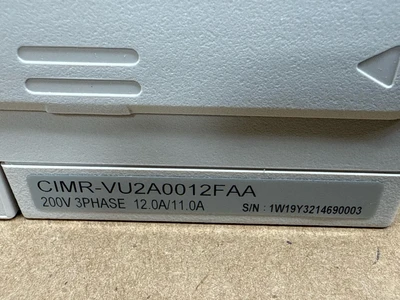 CIMR-VU2A0012FAA
200V 3PHASE 12.0A/11.0A S/N : 1W19Y3214690003